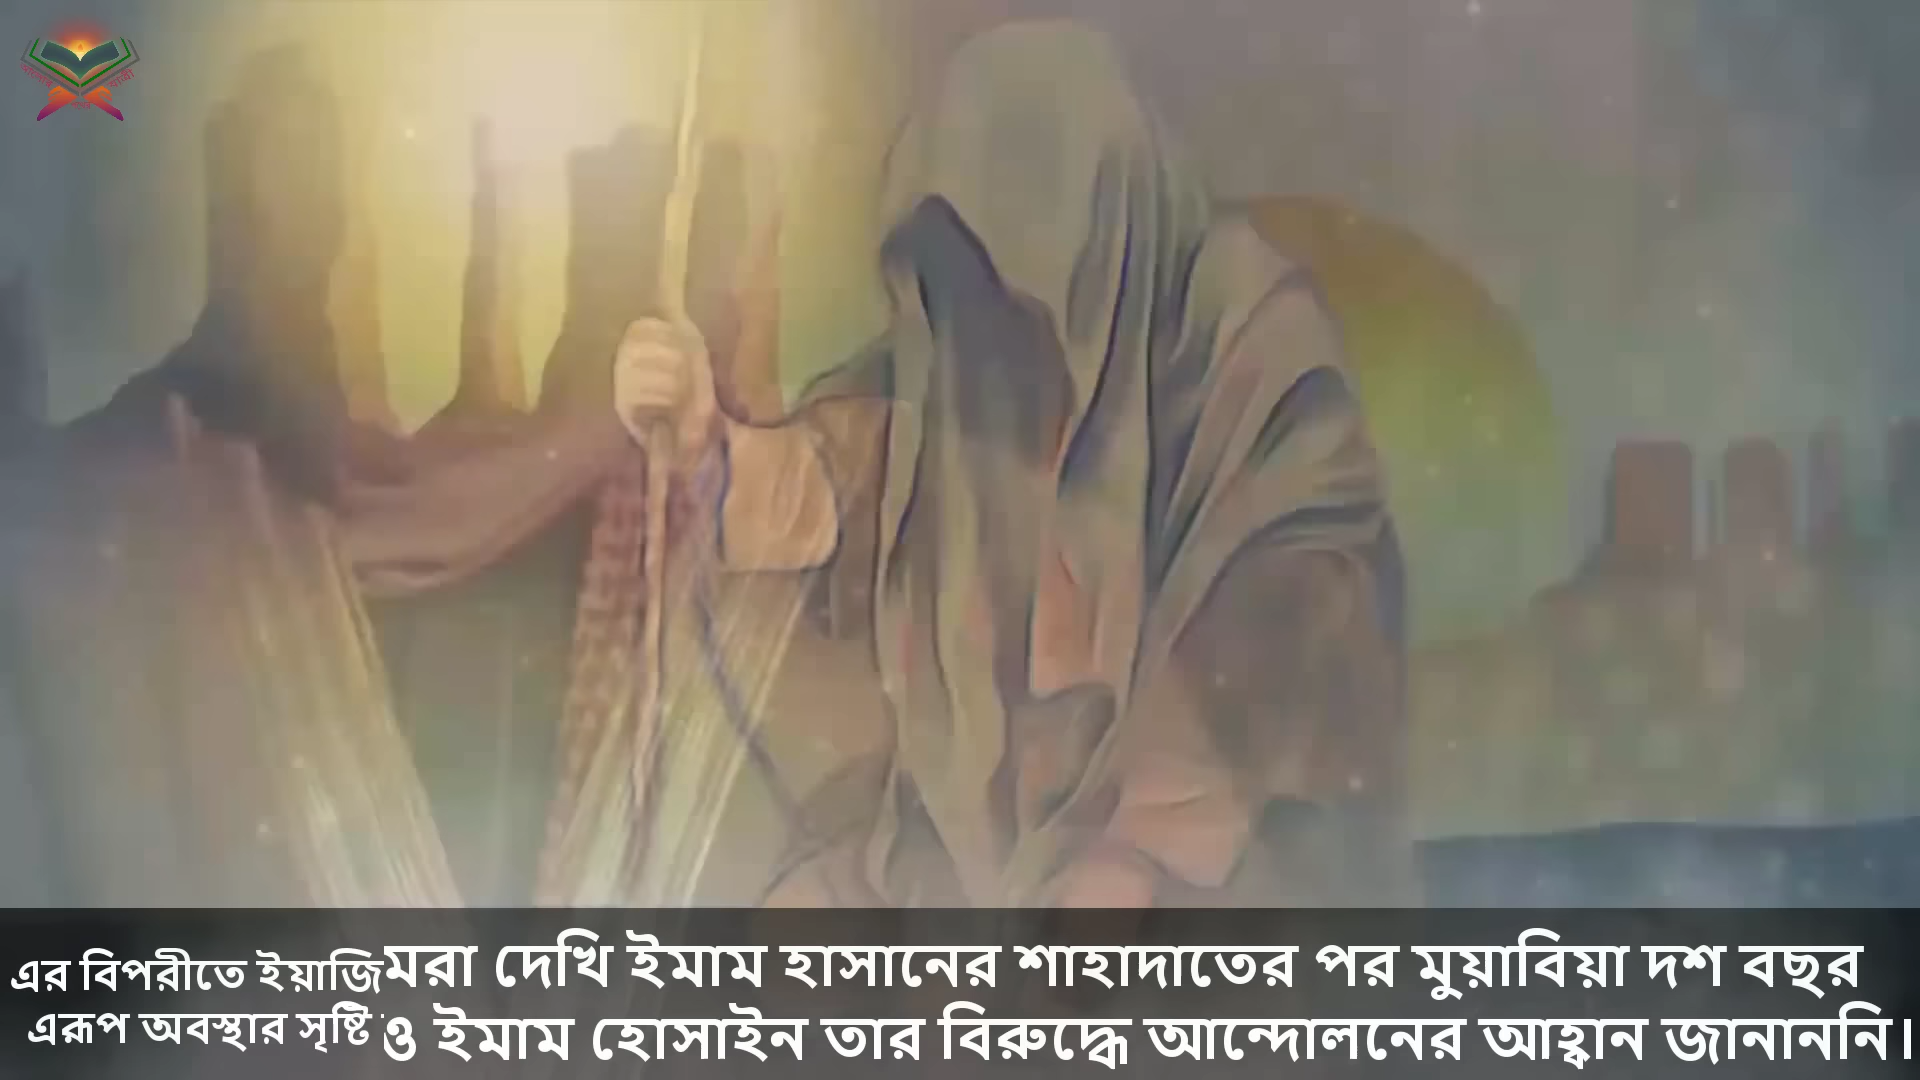 এর বিপরীতে ইয়াজি
এরূপ অবস্থার সৃষ্টি
মরা দেখি ইমাম হাসানের শাহাদাতের পর মুয়াবিয়া দশ বছর
ও ইমাম হোসাইন তার বিরুদ্ধে আন্দোলনের আহ্বান জানাননি।